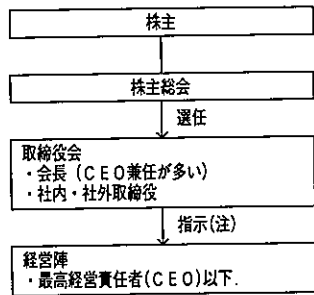 株主
株主総会
選任
取締役会
・会長(CEO兼任が多い)
・社内・社外取締役
指示(注)
経営陣
・最高経営責任者(CEO)以下.